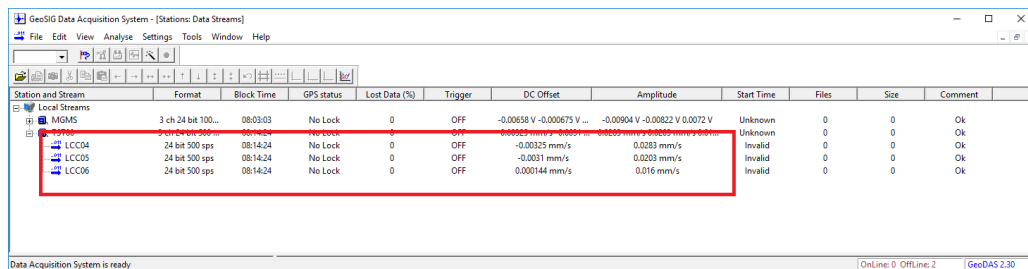 GeoSIG Data Acquisition System - [Stations: Data Streams]
File Edit View Analyse Settings Tools Window Help
Station and Stream Format Block Time GPS status Lost Data (%) Trigger DC Offset Amplitude Start Time Files Size Comment
Local Streams
MGMS 3 ch 24 bit 100... 08:03:03 No Lock 0 OFF -0.00658 V -0.000675 V ... -0.00904 V -0.00822 V 0.0072 V Unknown 0 0 Ok
08:14:24 No Lock 0 OFF Unknown 0 0 Ok
LCC04 24 bit 500 sps 08:14:24 No Lock 0 OFF -0.00325 mm/s 0.0283 mm/s Invalid 0 0 Ok
LCC05 24 bit 500 sps 08:14:24 No Lock 0 OFF -0.0031 mm/s 0.0203 mm/s Invalid 0 0 Ok
LCC06 24 bit 500 sps 08:14:24 No Lock 0 OFF 0.000144 mm/s 0.016 mm/s Invalid 0 0 Ok
Data Acquisition System is ready OnLine: 0 OffLine: 2 GeoDAS 2.30